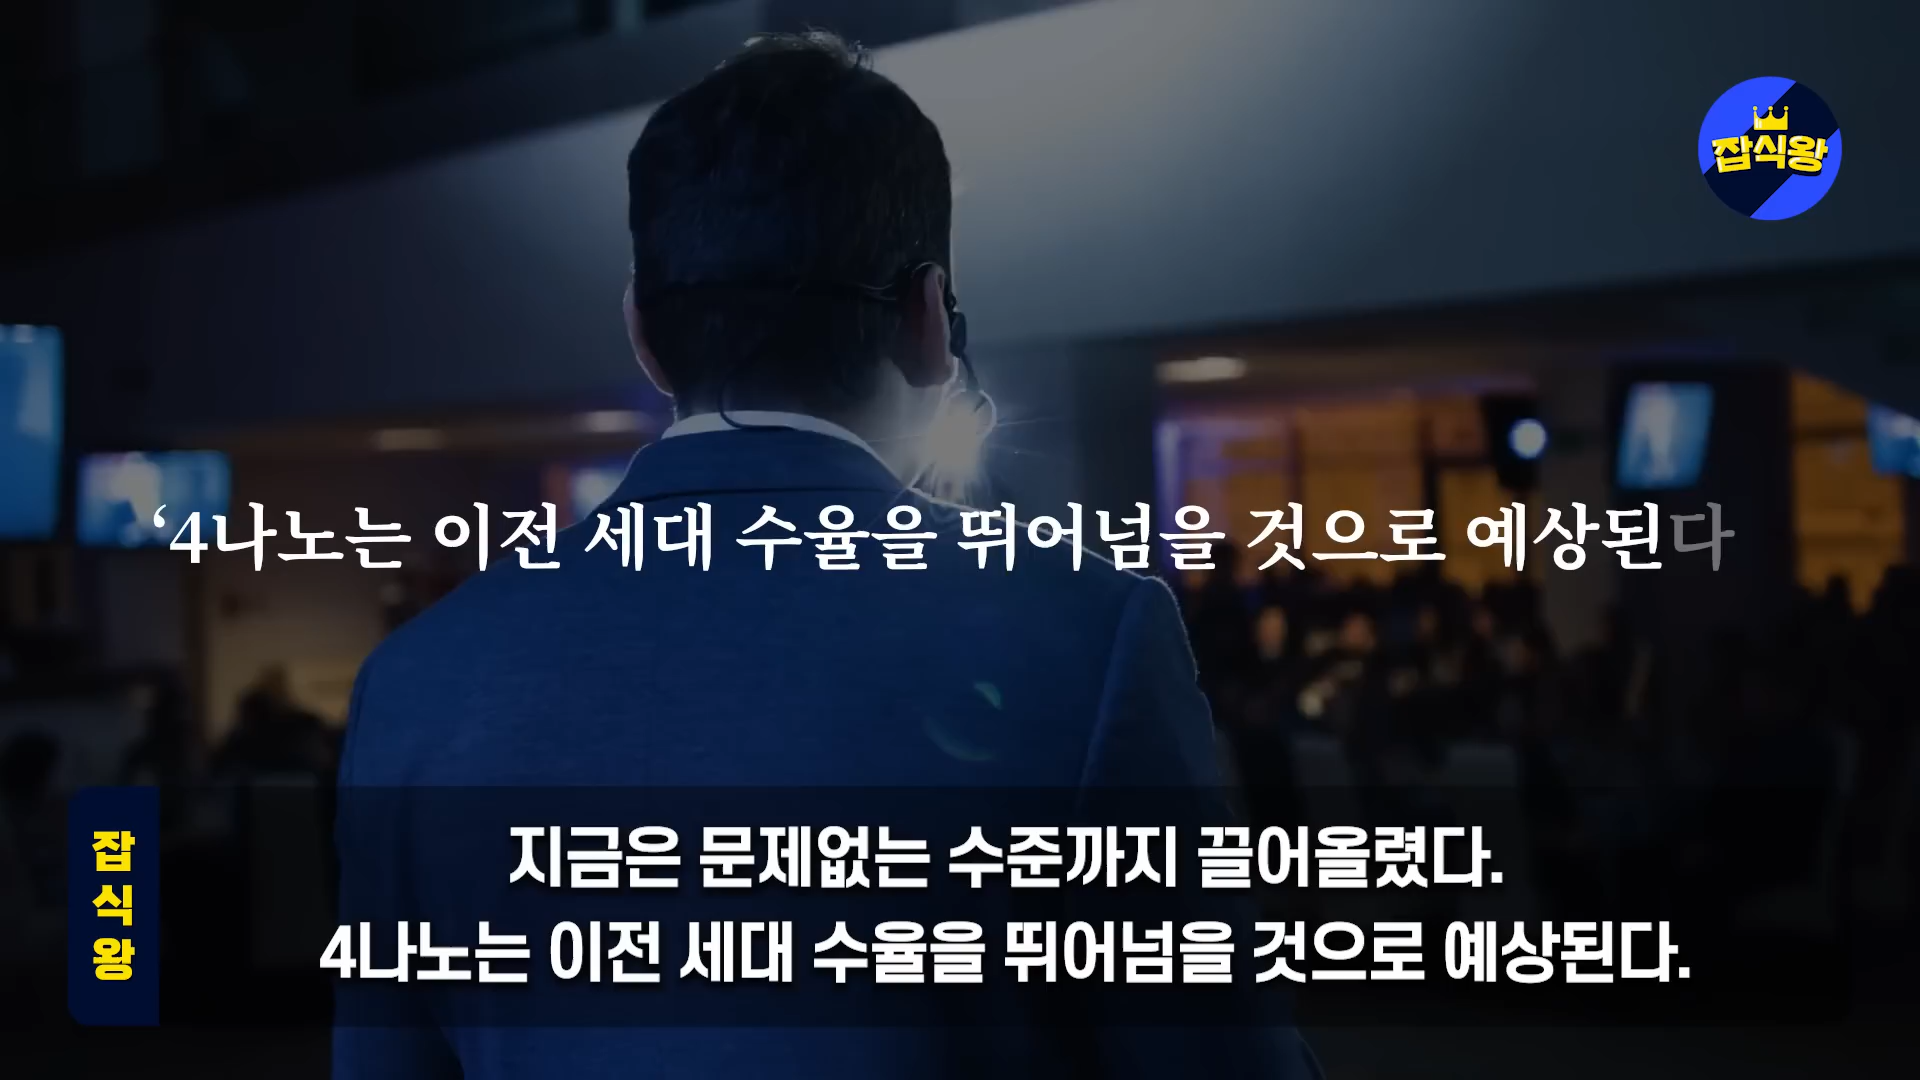 잡식왕
‘4나노는 이전 세대 수율을 뛰어넘을 것으로 예상된다
잡식왕
지금은 문제없는 수준까지 끌어올렸다.
4나노는 이전 세대 수율을 뛰어넘을 것으로 예상된다.